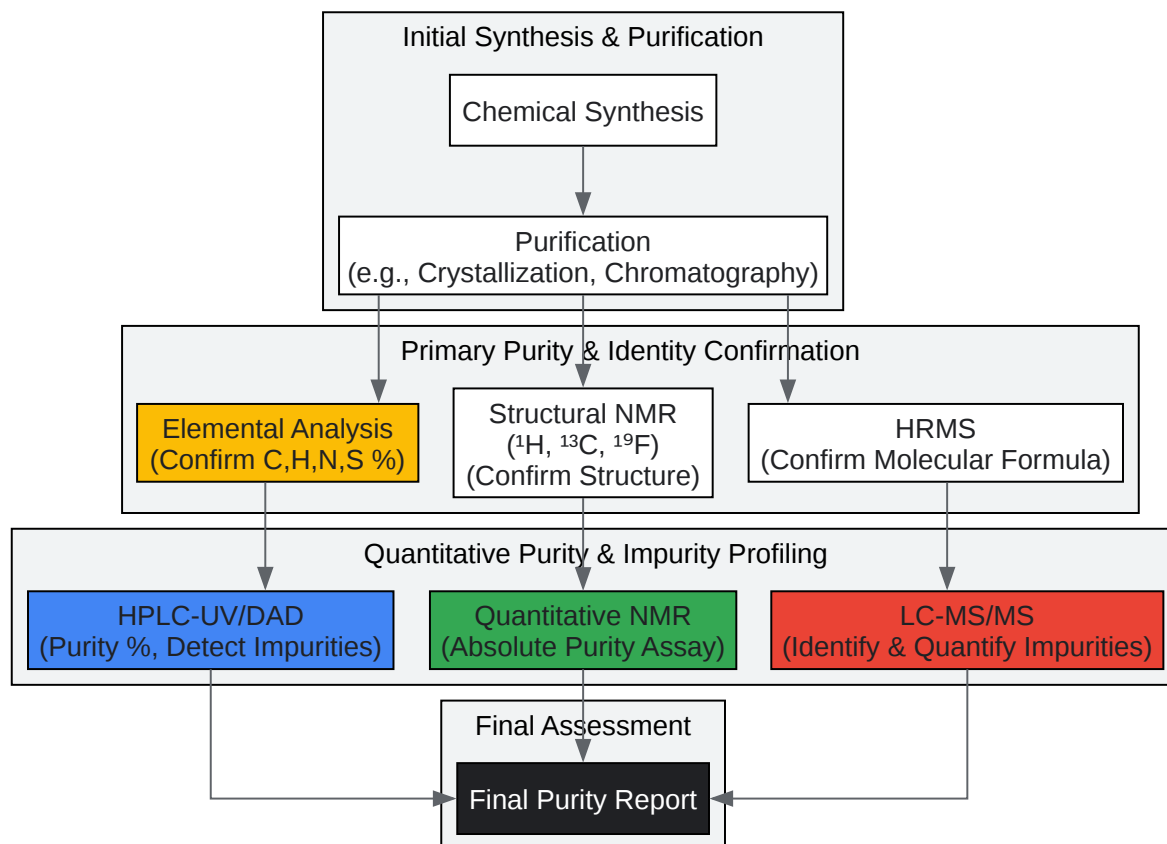 Initial Synthesis & Purification
Chemical Synthesis
Purification
(e.g., Crystallization, Chromatography)
Primary Purity & Identity Confirmation
Elemental Analysis
(Confirm C,H,N,S %)
Structural NMR
(¹H, ¹³C, ¹⁹F)
(Confirm Structure)
HRMS
(Confirm Molecular Formula)
Quantitative Purity & Impurity Profiling
HPLC-UV/DAD
(Purity %, Detect Impurities)
Quantitative NMR
(Absolute Purity Assay)
LC-MS/MS
(Identify & Quantify Impurities)
Final Assessment
Final Purity Report